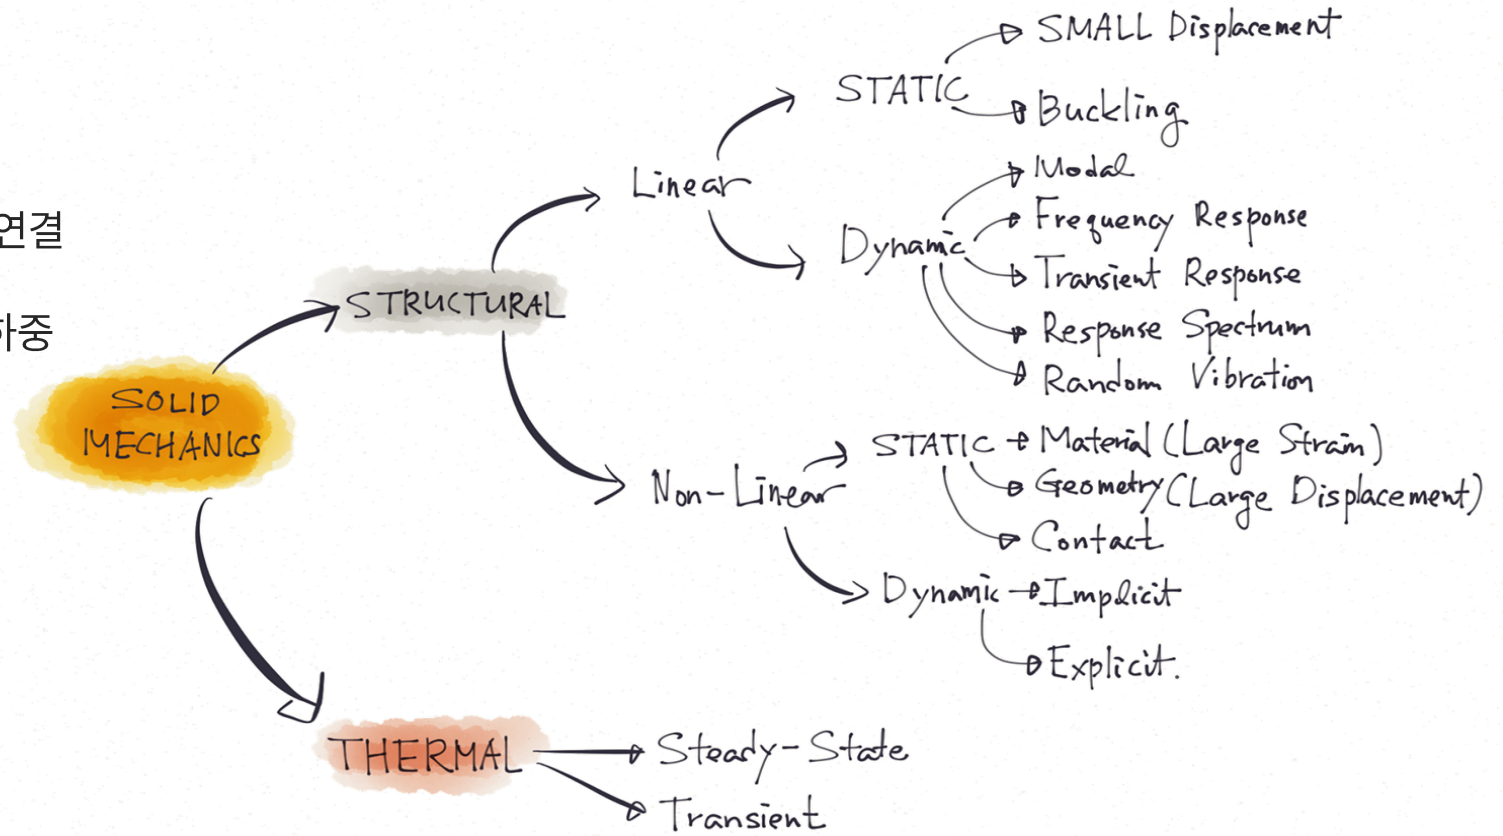 연결
하중
SOLID
MECHANICS
STRUCTURAL
Linear
STATIC
SMALL Displacement
Buckling
Dynamic
Modal
Frequency Response
Transient Response
Response Spectrum
Random Vibration
Non-Linear
STATIC
Material (Large Strain)
Geometry (Large Displacement)
Contact
Dynamic
Implicit
Explicit.
THERMAL
Steady-State
Transient